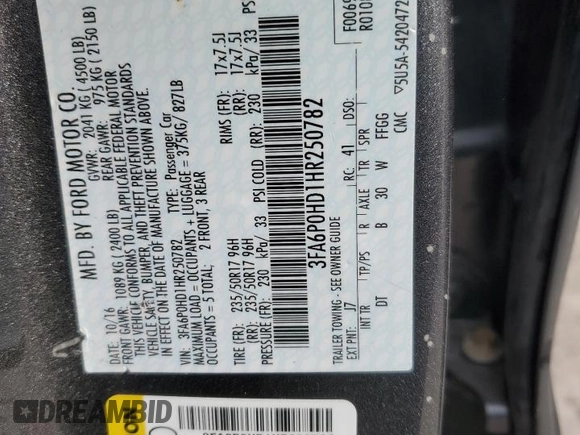 MFD. BY FORD MOTOR CO.
DATE: 10/16 GVWR: 2041 KG ( 4500 LB)
FRONT GAWR: 1089 KG (2400 LB) REAR GAWR: 975 KG ( 2150 LB)
THIS VEHICLE CONFORMS TO ALL APPLICABLE FEDERAL MOTOR
VEHICLE SAFETY, BUMPER, AND THEFT PREVENTION STANDARDS
IN EFFECT ON THE DATE OF MANUFACTURE SHOWN ABOVE.
VIN: 3FA6P0HD1HR250782 TYPE: Passenger Car
MAXIMUM LOAD = OCCUPANTS + LUGGAGE = 375KG/ 827LB
OCCUPANTS = 5 TOTAL, 2 FRONT, 3 REAR
TIRE (FR): 235/50R17 96H RIMS (FR): 17x7.5J
(RR): 235/50R17 96H (RR): 17x7.5J
PRESSURE (FR): 230 kPa/ 33 PSI COLD (RR): 230 kPa/ 33 PS
3FA6P0HD1HR250782
TRAILER TOWING- SEE OWNER GUIDE
EXT PNT: J7 RC: 41 DSO:
INT TR TP/PS R AXLE TR SPR
DT B 30 W FFGG
CMC ▽5U5A-5420472
DREAMBID